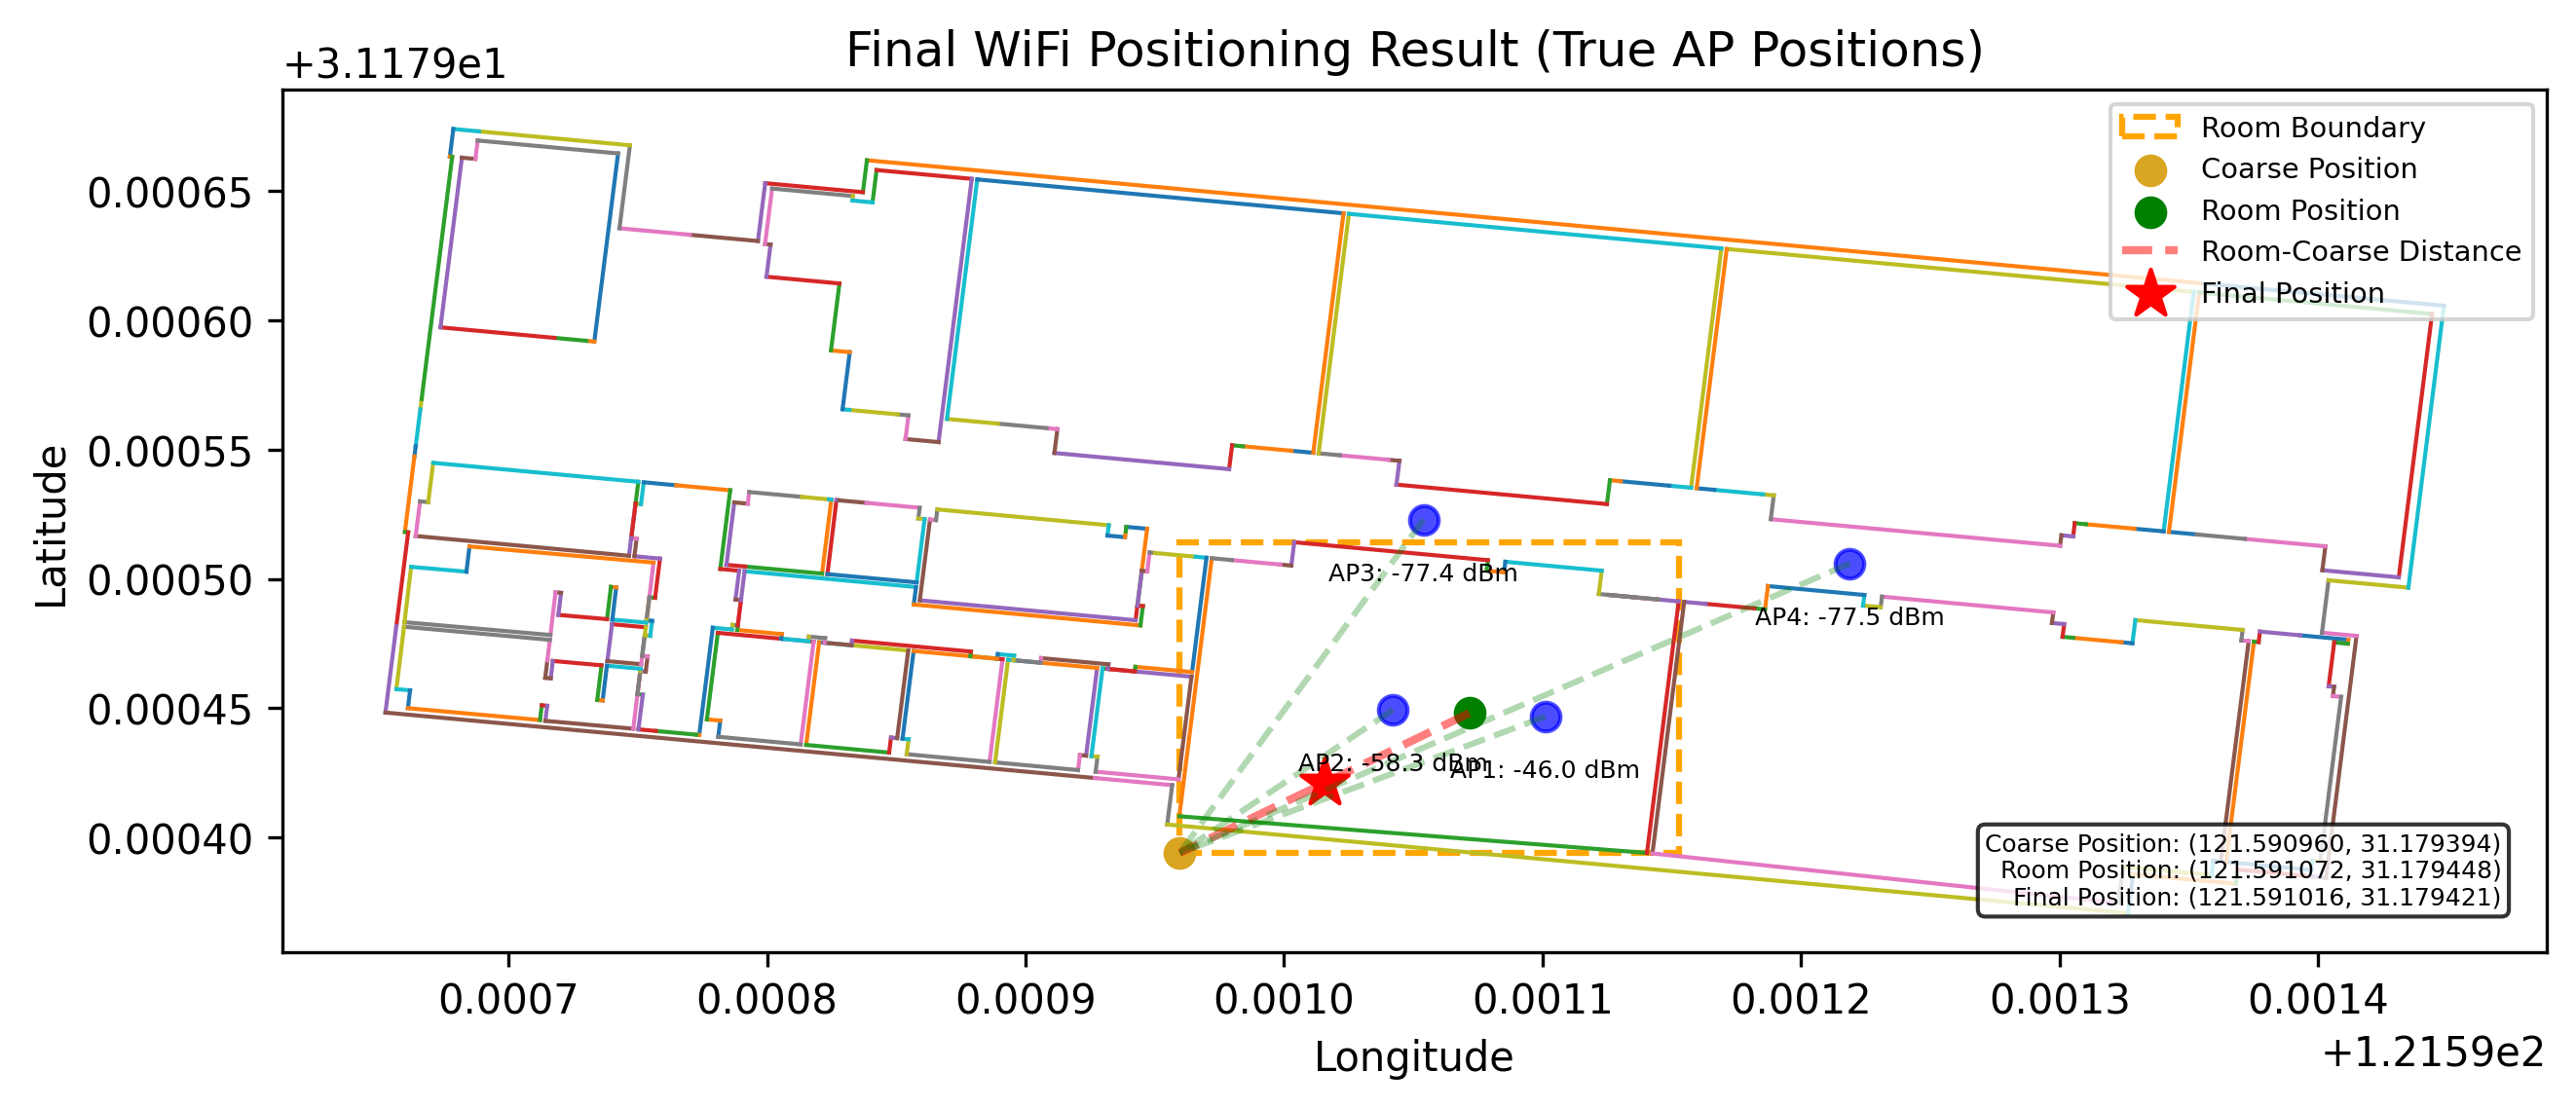 Final WiFi Positioning Result (True AP Positions)
+3.1179e1
Room Boundary
Coarse Position
Room Position
Room-Coarse Distance
Final Position
0.00065
0.00060
0.00055
0.00050
0.00045
0.00040
Latitude
AP3: -77.4 dBm
AP4: -77.5 dBm
AP2: -58.3 dBm
AP1: -46.0 dBm
Coarse Position: (121.590960, 31.179394)
Room Position: (121.591072, 31.179448)
Final Position: (121.591016, 31.179421)
0.0007
0.0008
0.0009
0.0010
0.0011
0.0012
0.0013
0.0014
Longitude
+1.2159e2